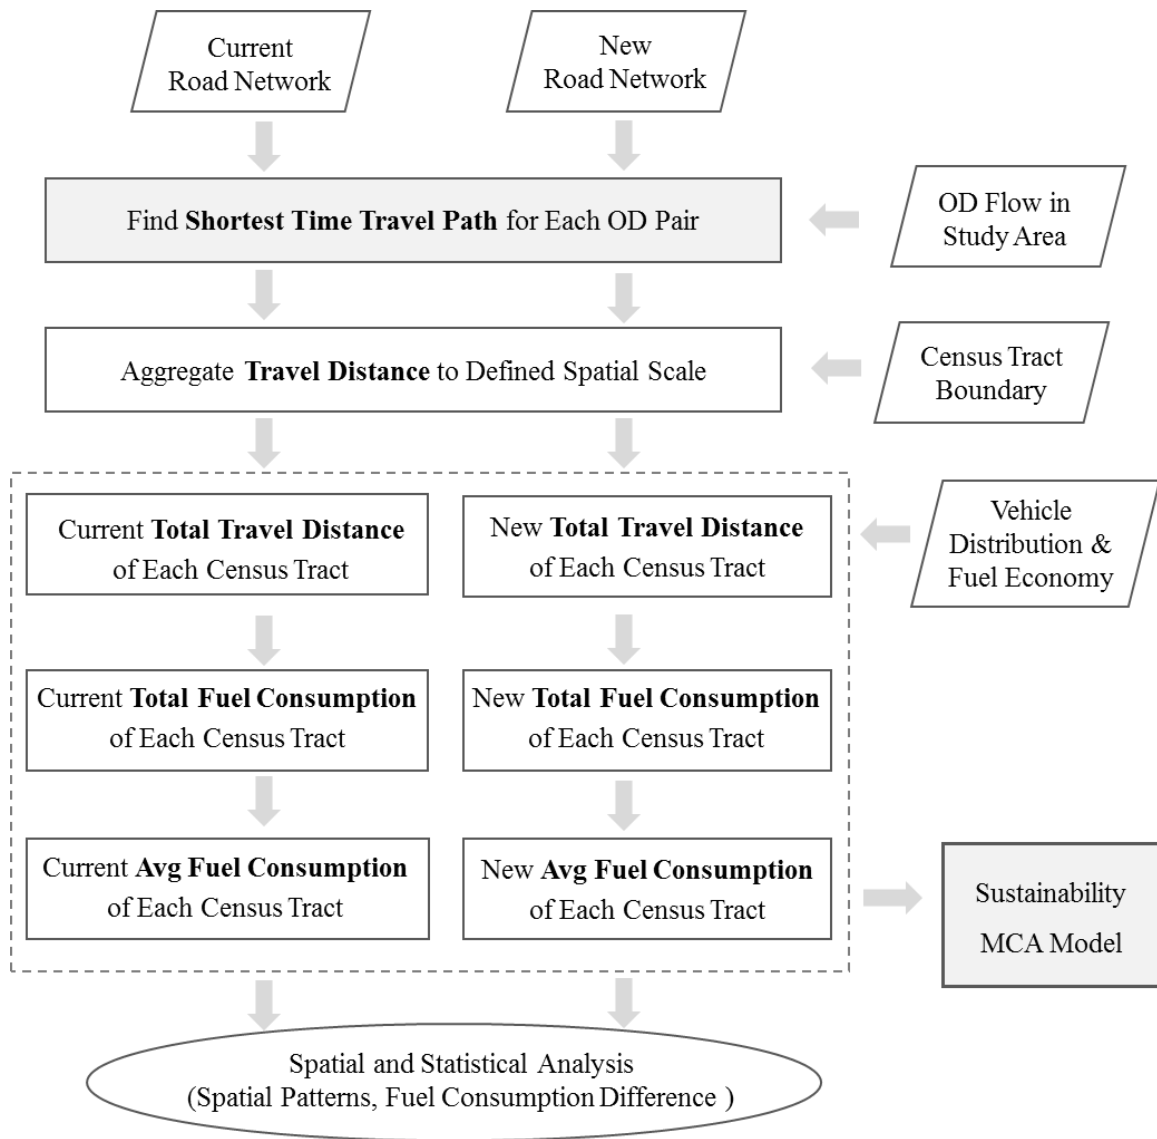 Current
Road Network
New
Road Network
Find Shortest Time Travel Path for Each OD Pair
OD Flow in
Study Area
Aggregate Travel Distance to Defined Spatial Scale
Census Tract
Boundary
Current Total Travel Distance
of Each Census Tract
New Total Travel Distance
of Each Census Tract
Vehicle
Distribution &
Fuel Economy
Current Total Fuel Consumption
of Each Census Tract
New Total Fuel Consumption
of Each Census Tract
Current Avg Fuel Consumption
of Each Census Tract
New Avg Fuel Consumption
of Each Census Tract
Sustainability
MCA Model
Spatial and Statistical Analysis
(Spatial Patterns, Fuel Consumption Difference )